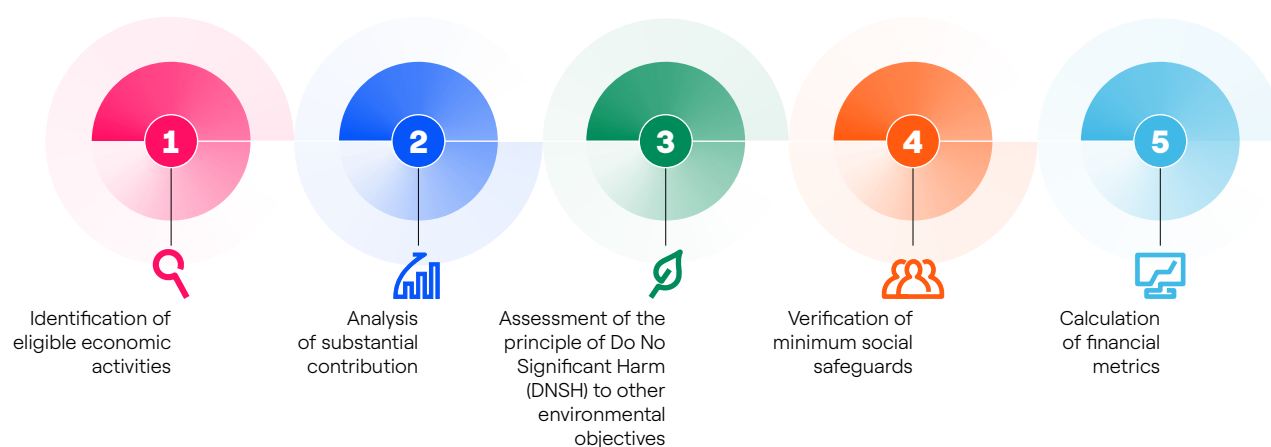 1
2
3
4
5
Identification of
eligible economic
activities
Analysis
of substantial
contribution
Assessment of the
principle of Do No
Significant Harm
(DNSH) to other
environmental
objectives
Verification of
minimum social
safeguards
Calculation
of financial
metrics